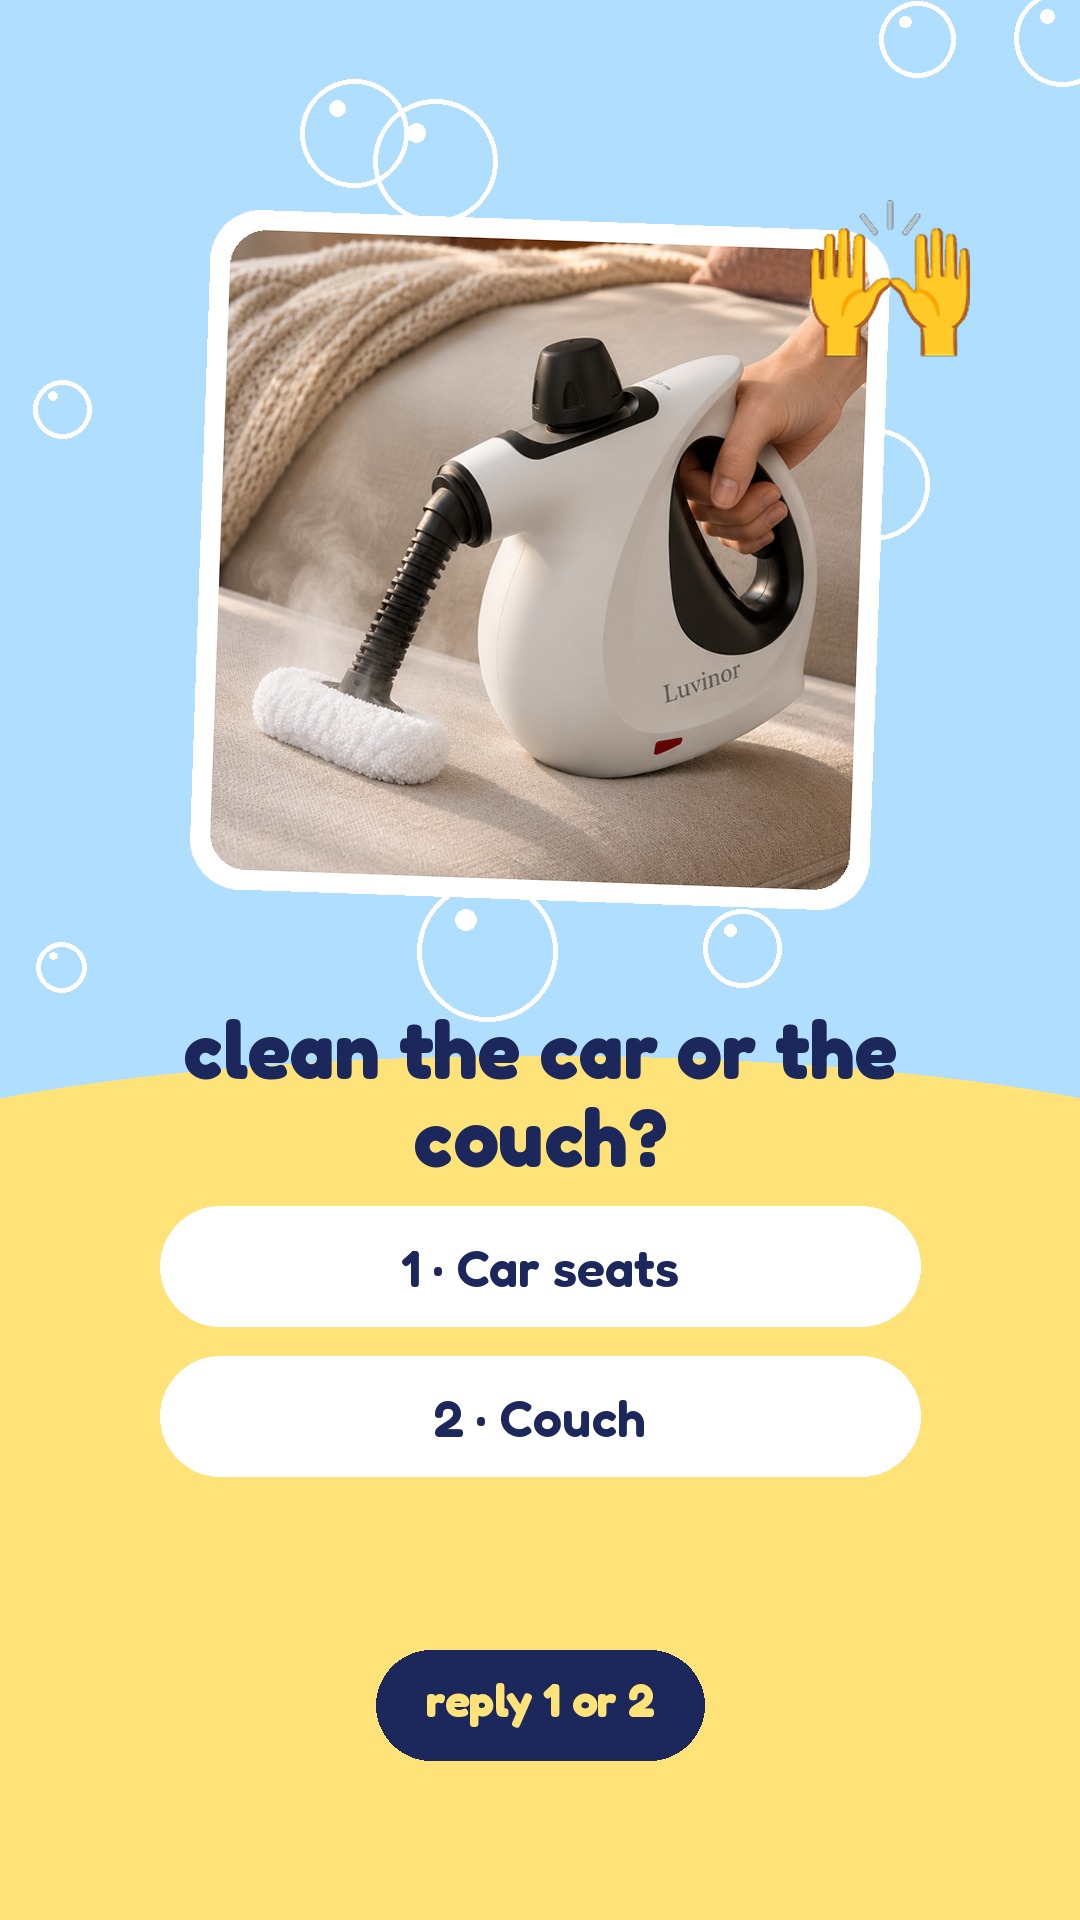 Luvinor
clean the car or the
couch?
1 · Car seats
2 · Couch
reply 1 or 2